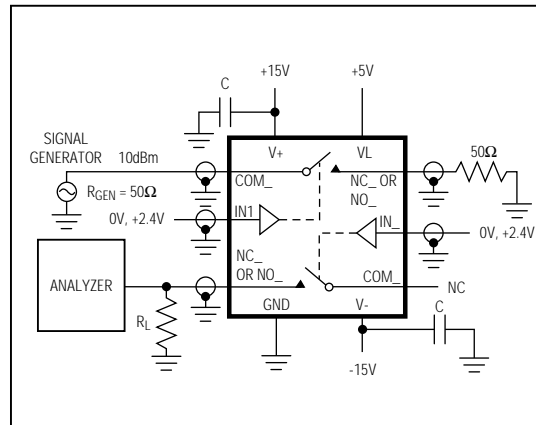 +15V
+5V
C
SIGNAL
GENERATOR
10dBm
V+
VL
50Ω
COM_
NC_ OR
NO_
RGEN = 50Ω
0V, +2.4V
IN1
IN_
0V, +2.4V
NC_
OR NO_
ANALYZER
COM_
NC
RL
GND
V-
C
-15V